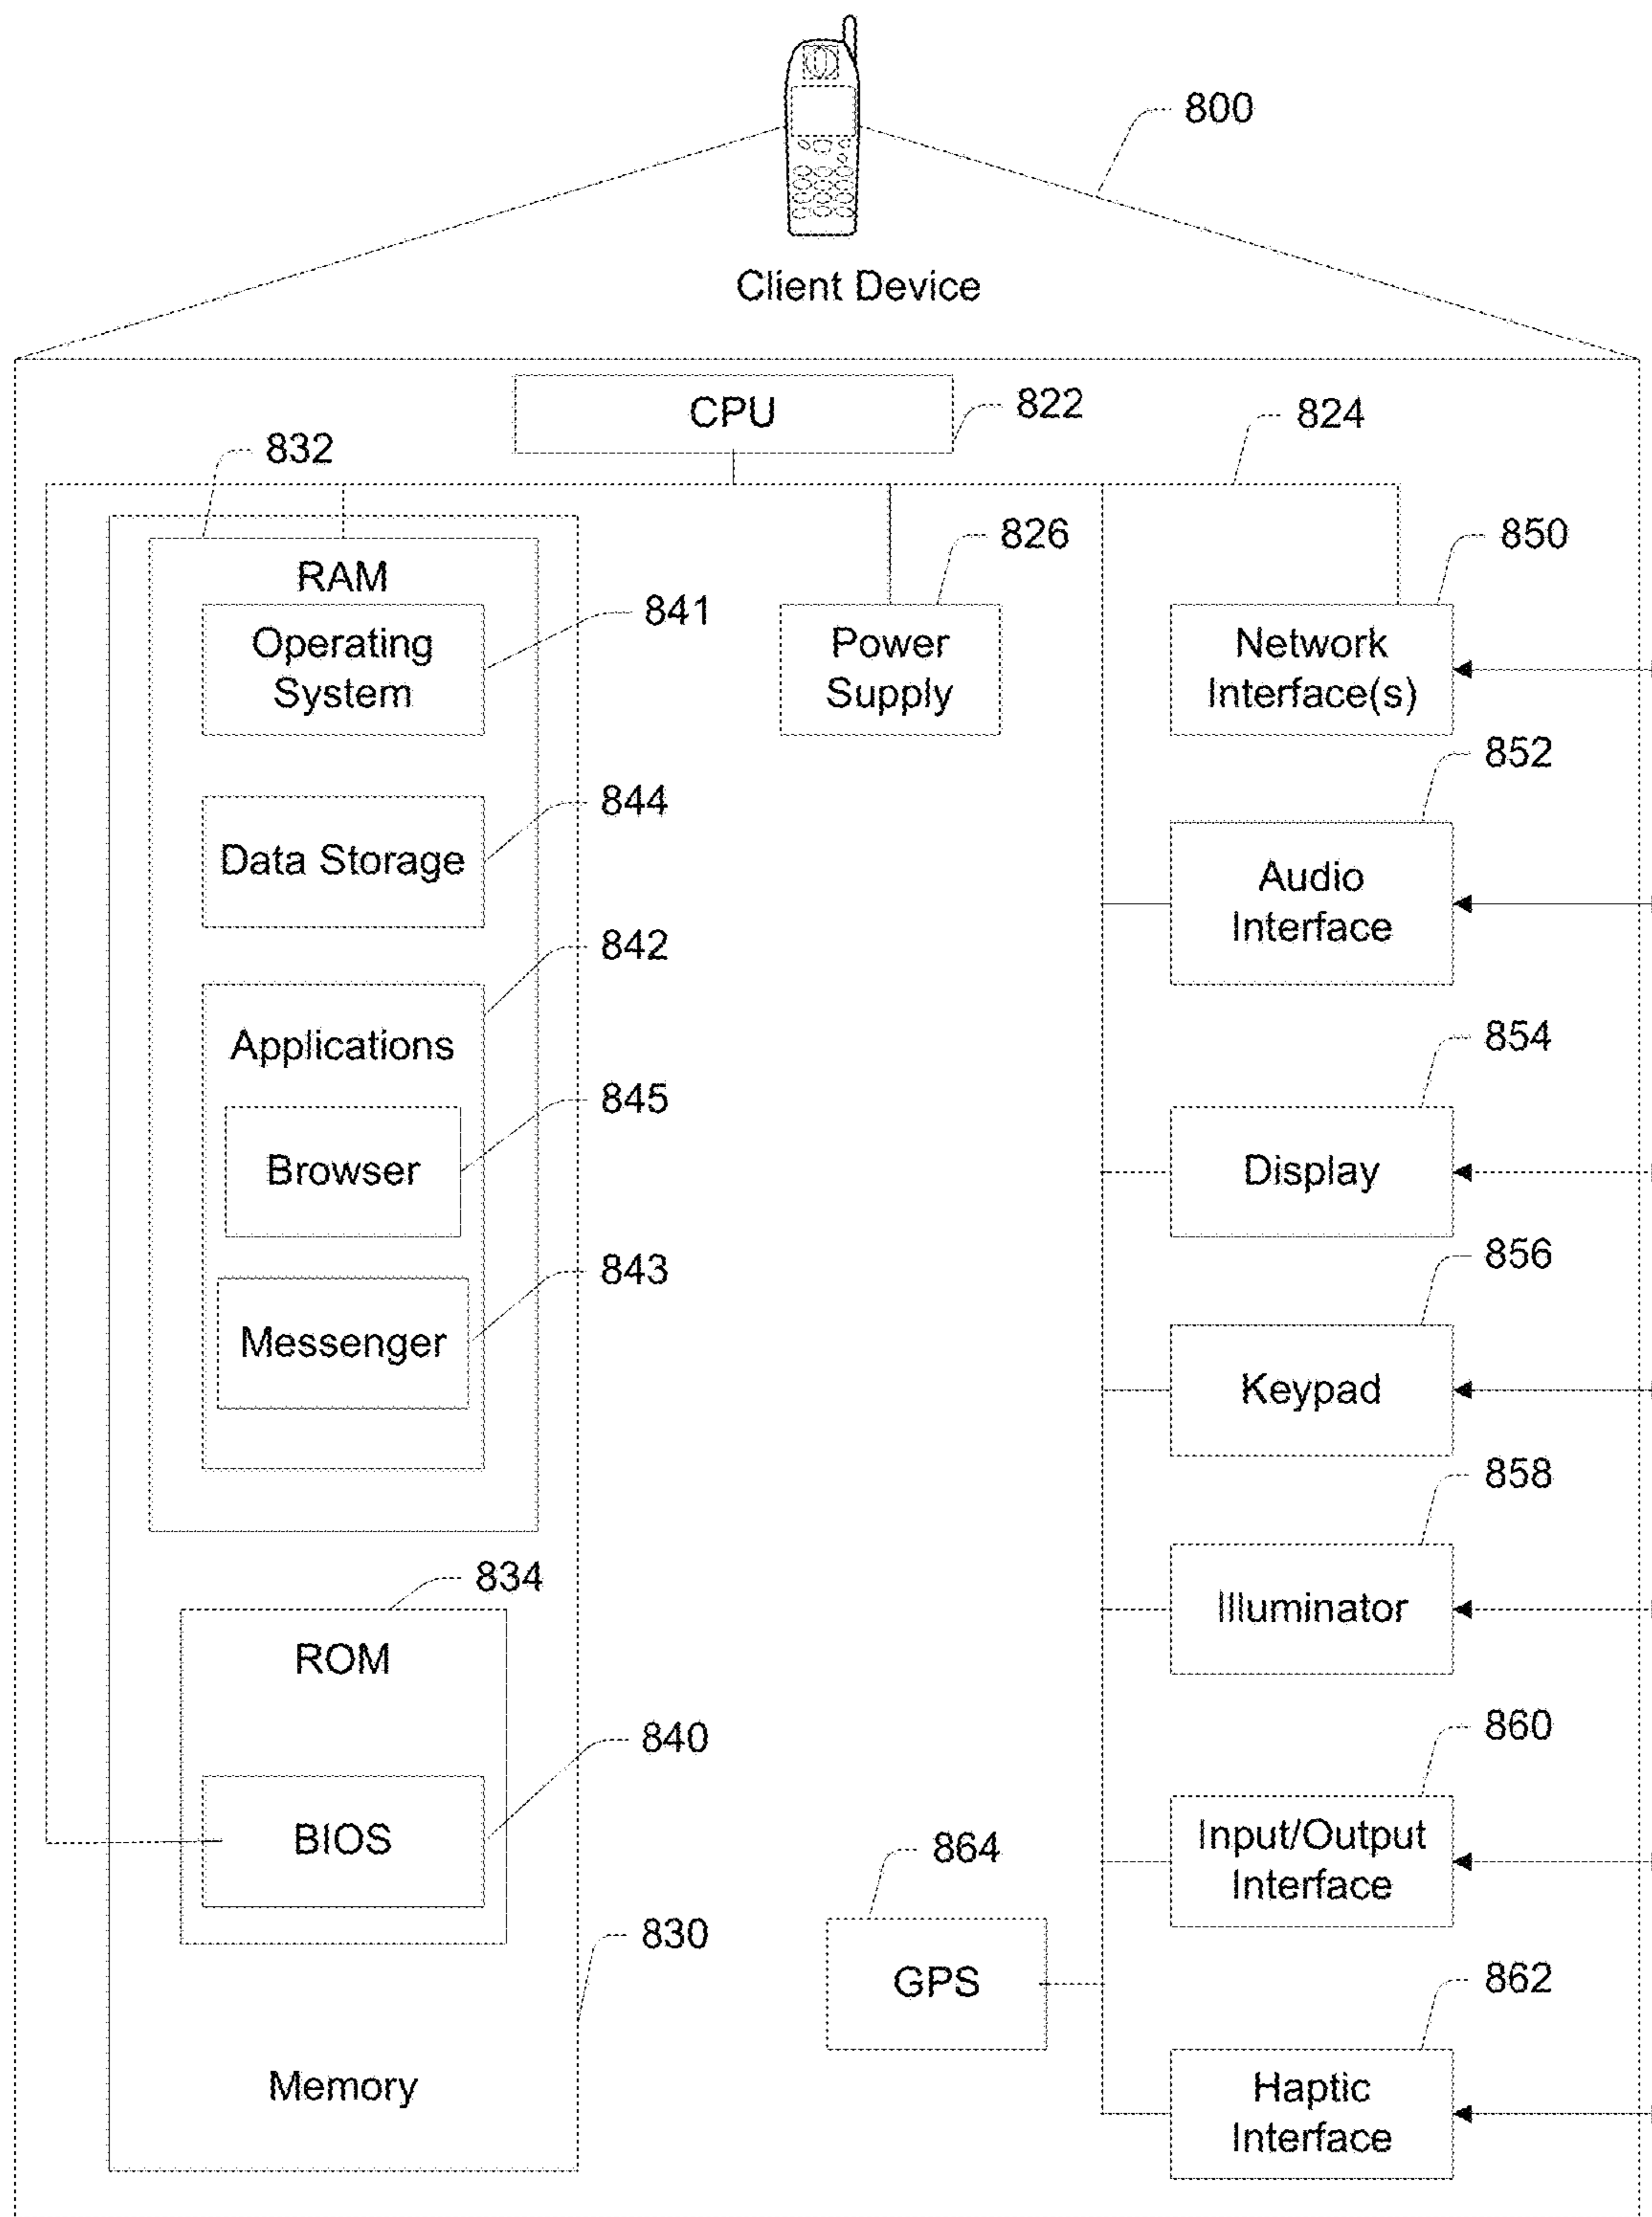 800
Client Device
CPU
822
824
832
RAM
826
850
841
Operating
System
Power
Supply
Network
Interface(s)
852
844
Data Storage
Audio
Interface
842
Applications
854
845
Browser
Display
843
856
Messenger
Keypad
858
834
Illuminator
ROM
840
860
BIOS
Input/Output
Interface
864
830
GPS
862
Memory
Haptic
Interface